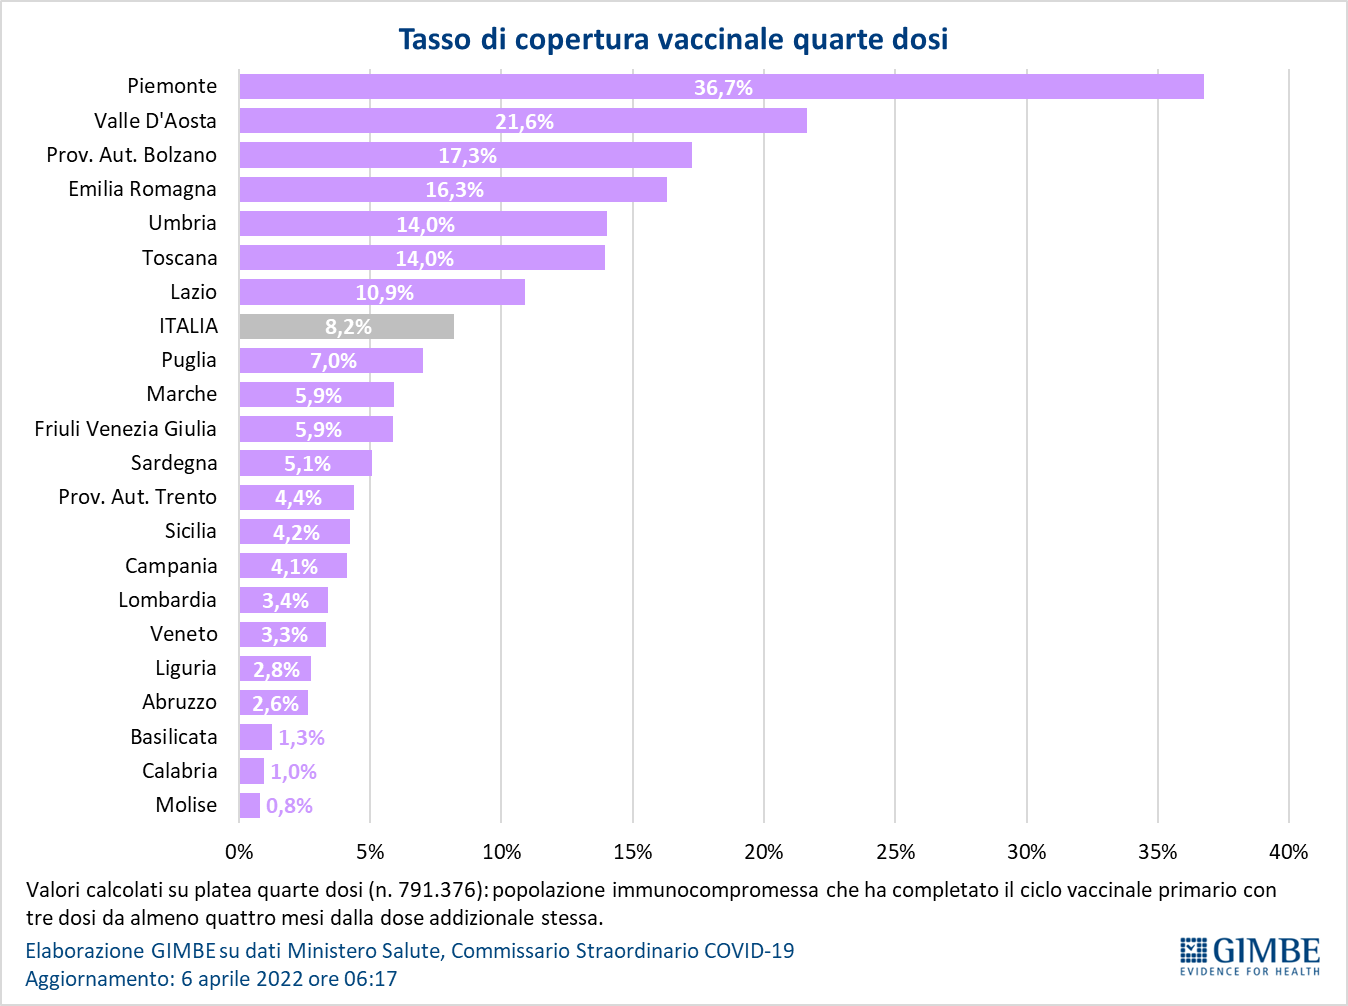 Tasso di copertura vaccinale quarte dosi
Piemonte 36,7%
Valle D'Aosta 21,6%
Prov. Aut. Bolzano 17,3%
Emilia Romagna 16,3%
Umbria 14,0%
Toscana 14,0%
Lazio 10,9%
ITALIA 8,2%
Puglia 7,0%
Marche 5,9%
Friuli Venezia Giulia 5,9%
Sardegna 5,1%
Prov. Aut. Trento 4,4%
Sicilia 4,2%
Campania 4,1%
Lombardia 3,4%
Veneto 3,3%
Liguria 2,8%
Abruzzo 2,6%
Basilicata 1,3%
Calabria 1,0%
Molise 0,8%
0% 5% 10% 15% 20% 25% 30% 35% 40%
Valori calcolati su platea quarte dosi (n. 791.376): popolazione immunocompromessa che ha completato il ciclo vaccinale primario con
tre dosi da almeno quattro mesi dalla dose addizionale stessa.
Elaborazione GIMBE su dati Ministero Salute, Commissario Straordinario COVID-19
Aggiornamento: 6 aprile 2022 ore 06:17
GIMBE
EVIDENCE FOR HEALTH